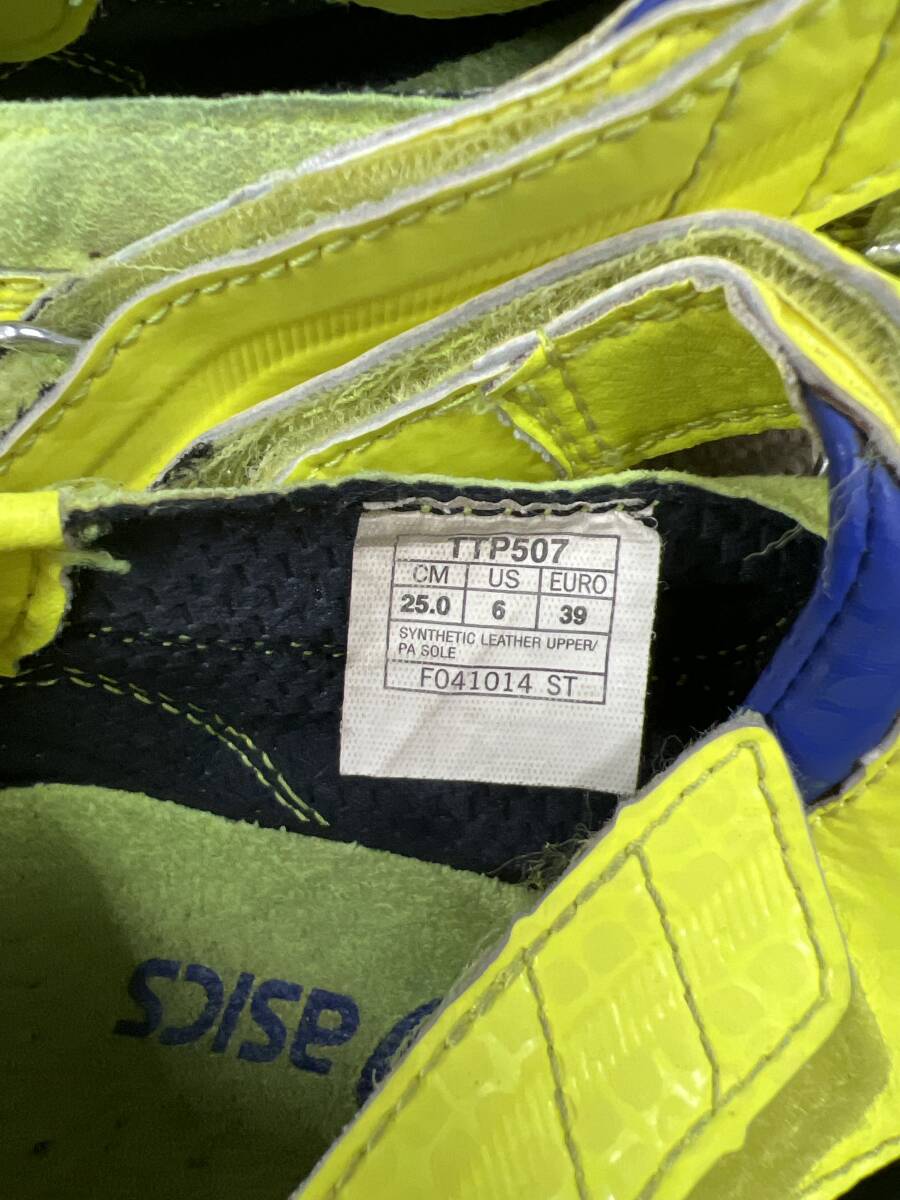 TTP507
CM US EURO
25.0 6 39
SYNTHETIC LEATHER UPPER/
PA SOLE
F041014 ST
asics